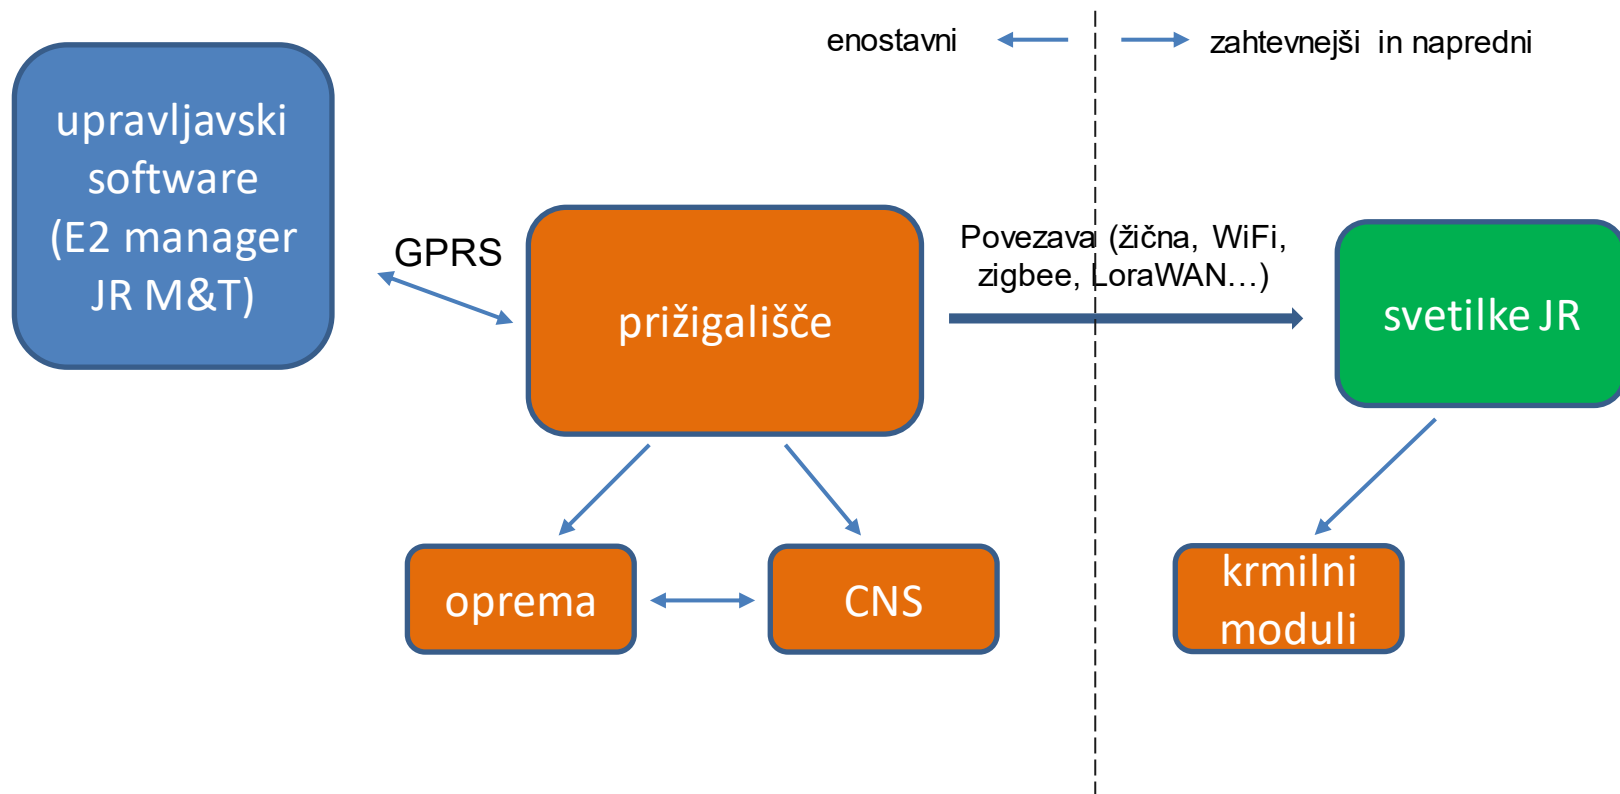 enostavni
zahtevnejši in napredni
upravljavski
software
(E2 manager
JR M&T)
GPRS
prižigališče
Povezava (žična, WiFi,
zigbee, LoraWAN...)
svetilke JR
oprema
CNS
krmilni
moduli